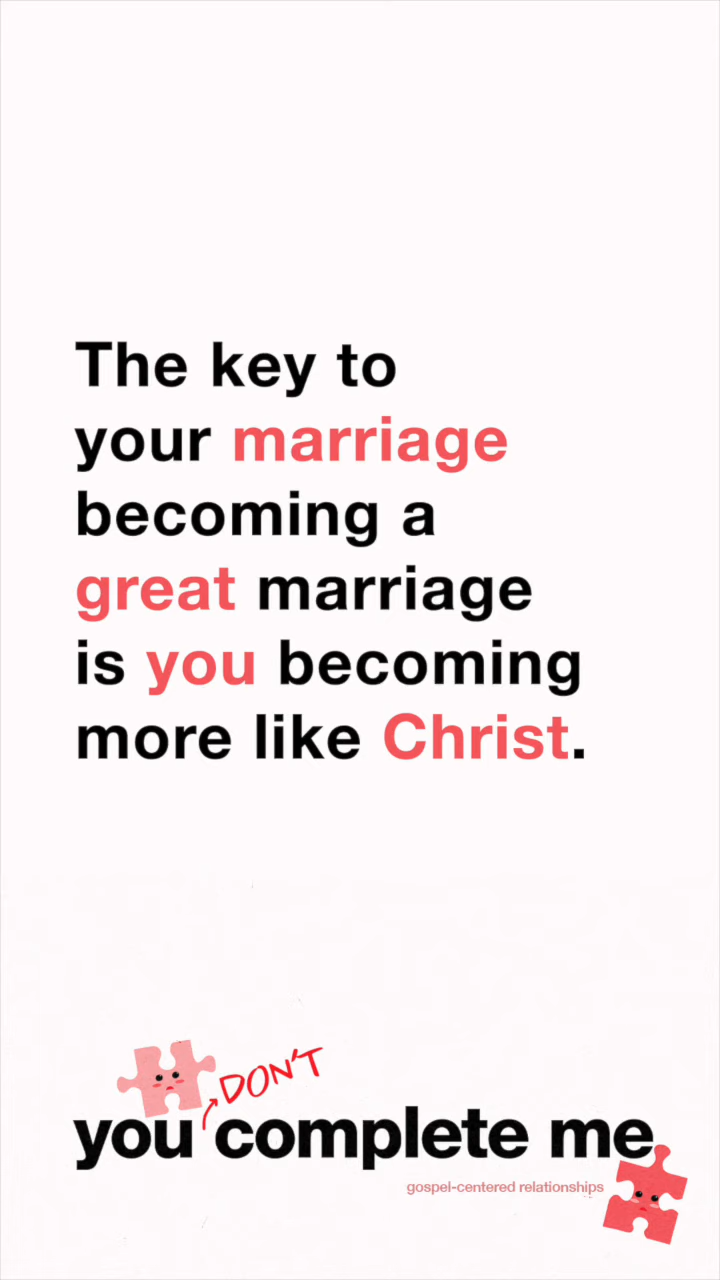 The key to
your marriage
becoming a
great marriage
is you becoming
more like Christ.
DON'T
you complete me
gospel-centered relationships